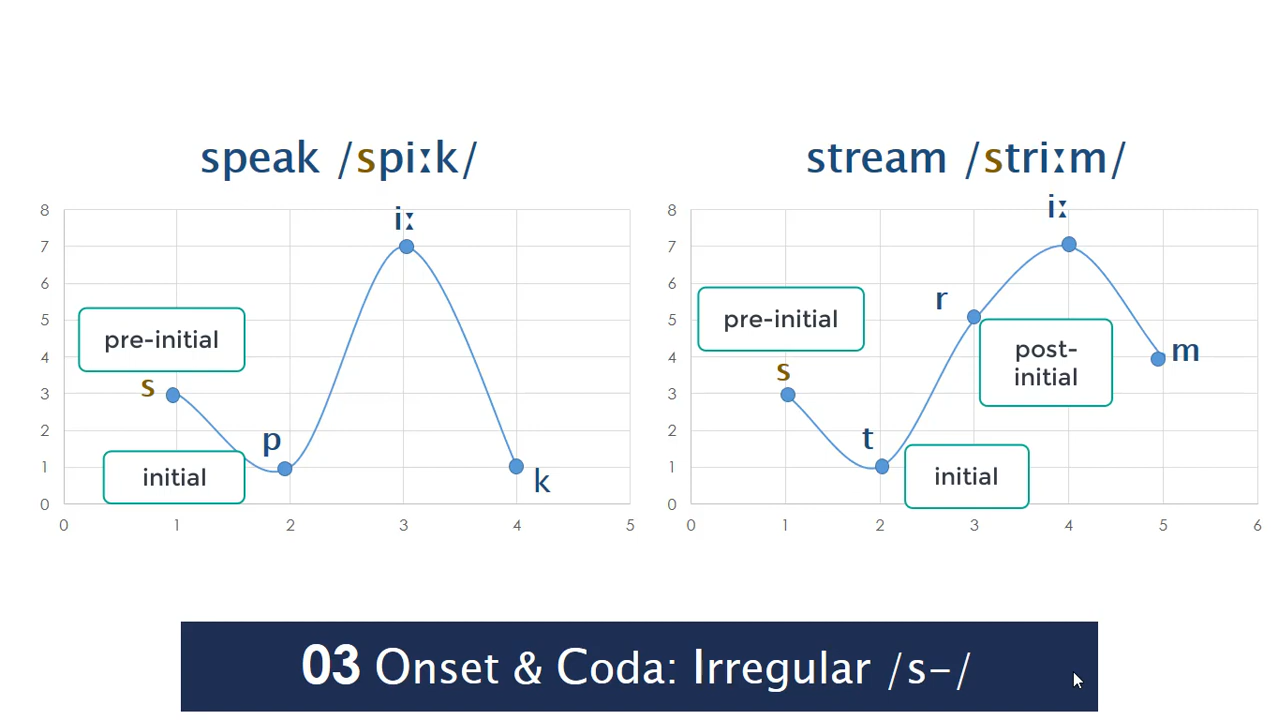 speak /spiːk/
stream /striːm/
8
7
6
5
4
3
2
1
0
0
1
2
3
4
5
iː
pre-initial
s
p
initial
k
8
7
6
5
4
3
2
1
0
0
1
2
3
4
5
6
iː
r
pre-initial
post-
initial
m
s
t
initial
03 Onset & Coda: Irregular /s–/